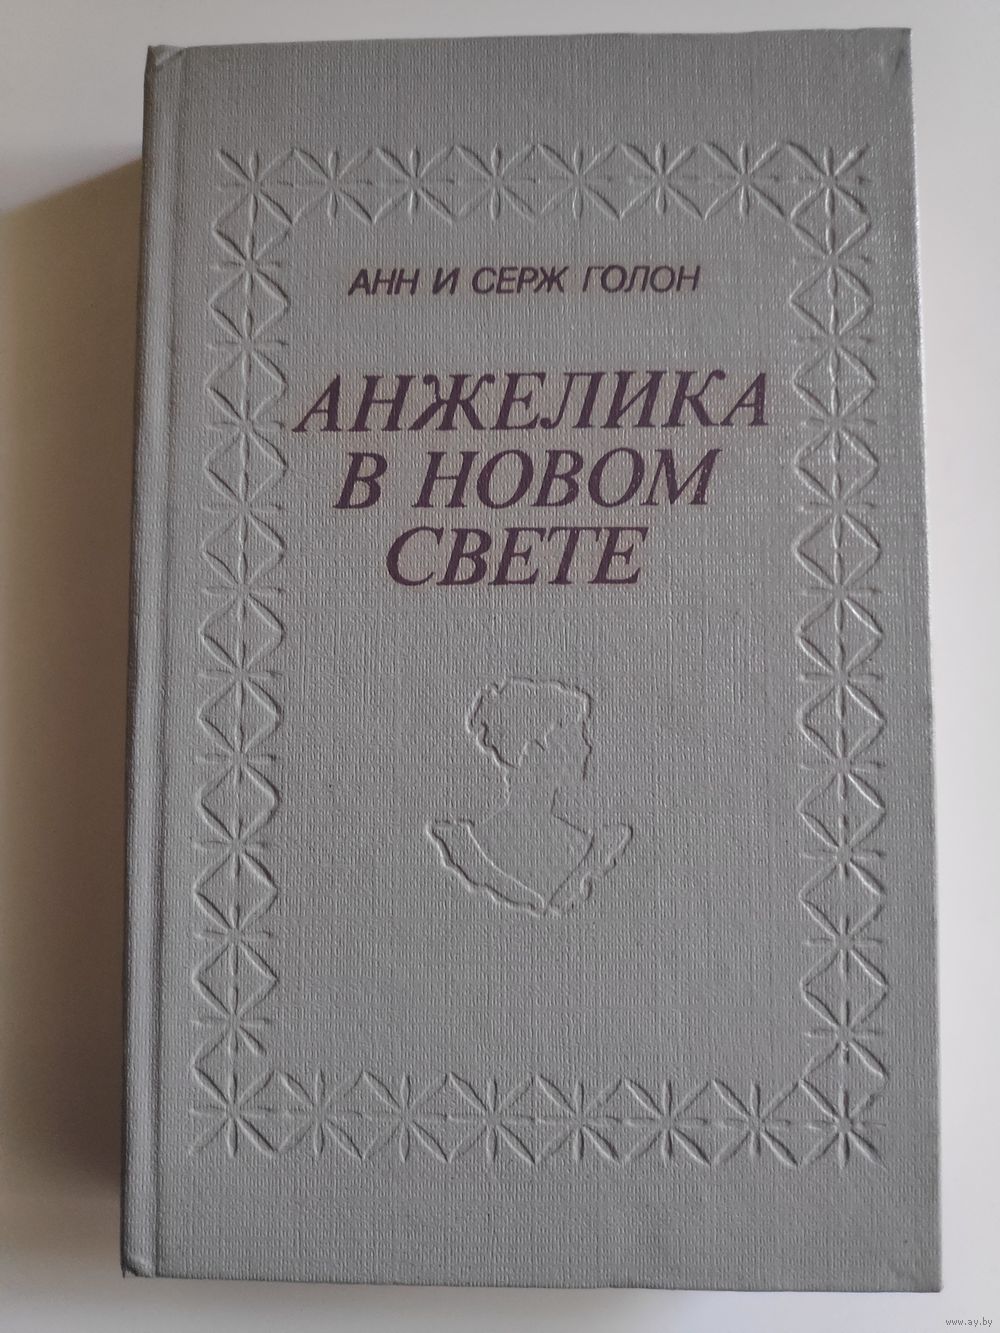 АНН И СЕРЖ ГОЛОН
АНЖЕЛИКА
В НОВОМ
СВЕТЕ
www.ay.by